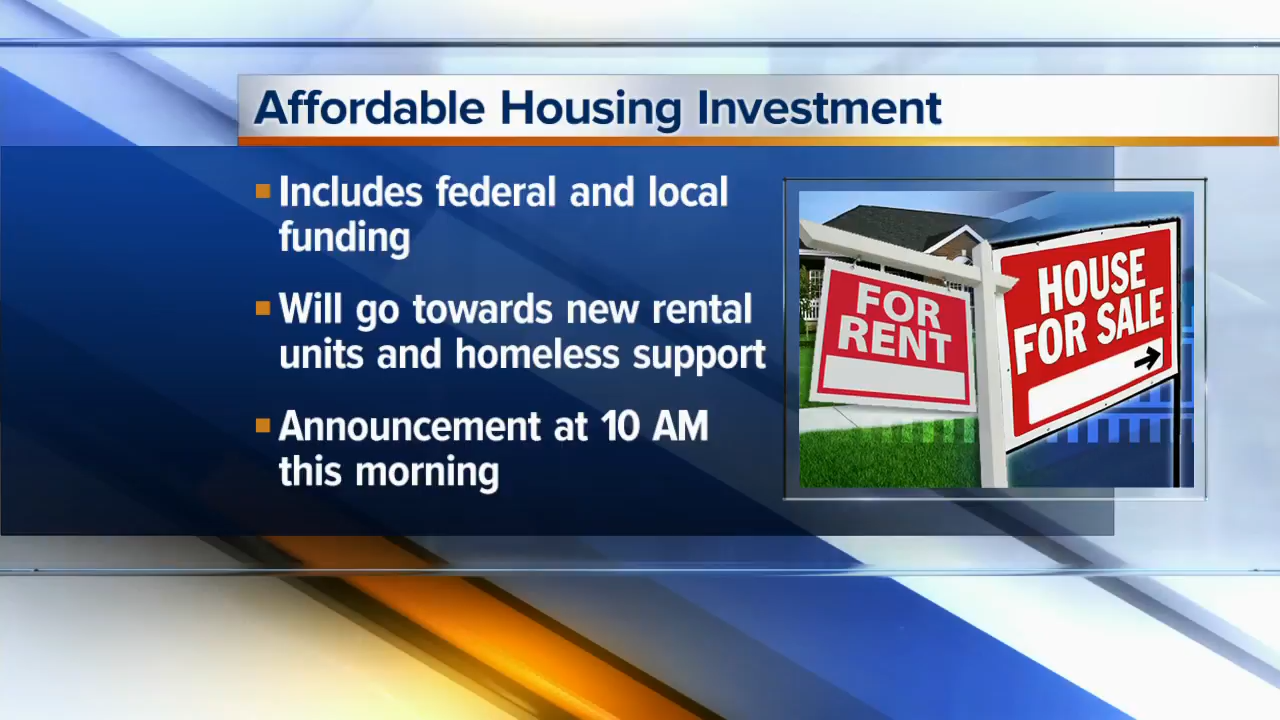 Affordable Housing Investment
Includes federal and local
funding
Will go towards new rental
units and homeless support
Announcement at 10 AM
this morning
FOR
RENT
HOUSE
FOR SALE